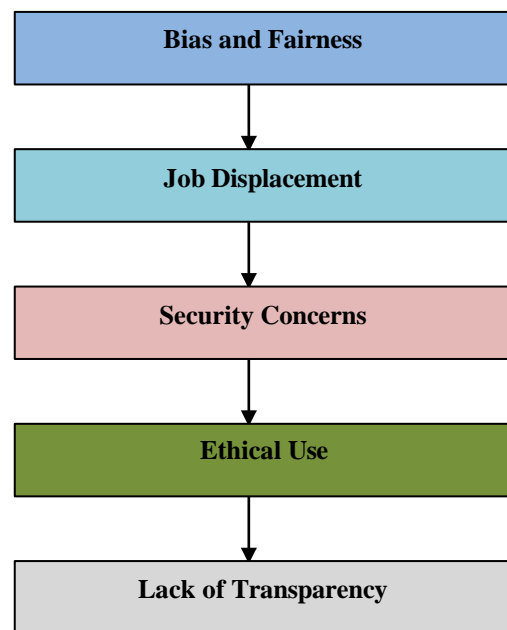 Bias and Fairness
Job Displacement
Security Concerns
Ethical Use
Lack of Transparency